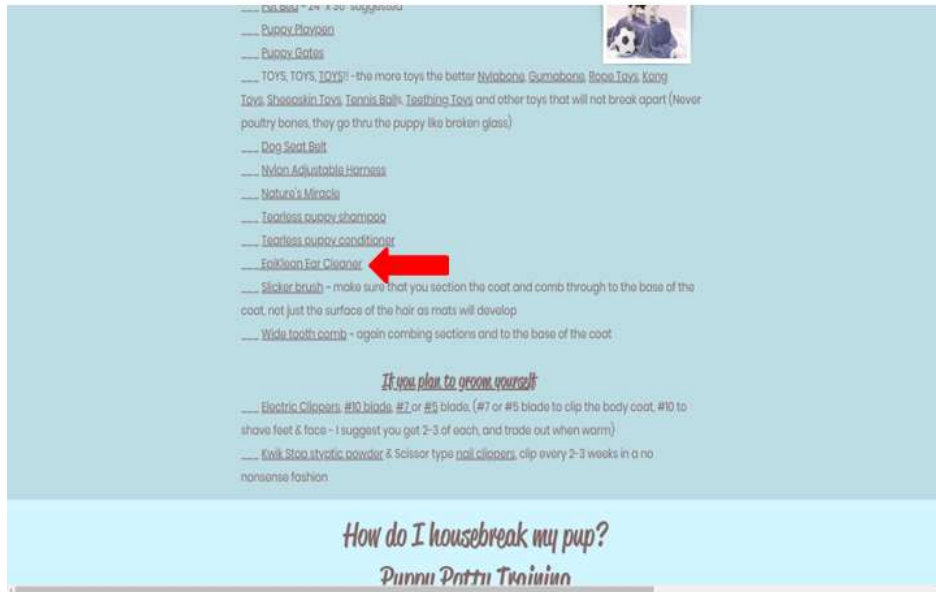 ___ Pet Bed - 24" x 36" suggested
___ Puppy Playpen
___ Puppy Gates
___ TOYS, TOYS, TOYS!! -the more toys the better Nylabone, Gumabone, Rope Toys, Kong
Toys, Sheepskin Toys, Tennis Balls, Teething Toys and other toys that will not break apart (Never
poultry bones, they go thru the puppy like broken glass)
___ Dog Seat Belt
___ Nylon Adjustable Harness
___ Nature's Miracle
___ Tearless puppy shampoo
___ Tearless puppy conditioner
___ EpiKlean Ear Cleaner
___ Slicker brush - make sure that you section the coat and comb through to the base of the
coat, not just the surface of the hair as mats will develop
___ Wide tooth comb - again combing sections and to the base of the coat
If you plan to groom yourself
___ Electric Clippers, #10 blade, #7 or #5 blade, (#7 or #5 blade to clip the body coat, #10 to
shave feet & face - I suggest you get 2-3 of each, and trade out when warm)
___ Kwik Stop styptic powder & Scissor type nail clippers, clip every 2-3 weeks in a no
nonsense fashion
How do I housebreak my pup?
Puppy Potty Training